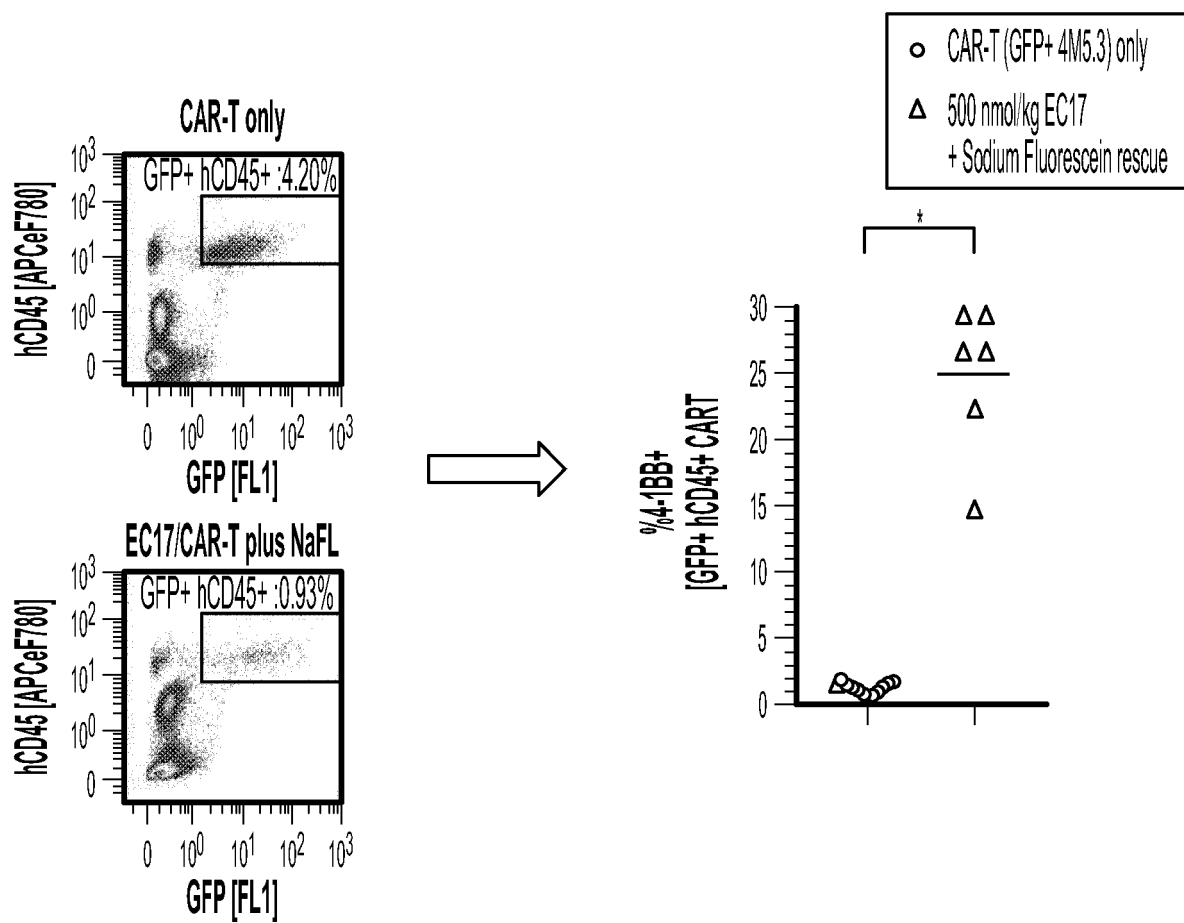 CAR-T only
GFP+ hCD45+ :4.20%
hCD45 [APCeF780]
10³
10²
10¹
10⁰
0
0 10⁰ 10¹ 10² 10³
GFP [FL1]
EC17/CAR-T plus NaFL
GFP+ hCD45+ :0.93%
hCD45 [APCeF780]
10³
10²
10¹
10⁰
0
0 10⁰ 10¹ 10² 10³
GFP [FL1]
CAR-T (GFP+ 4M5.3) only
500 nmol/kg EC17
+ Sodium Fluorescein rescue
*
%4-1BB+
[GFP+ hCD45+ CART
30
25
20
15
10
5
0